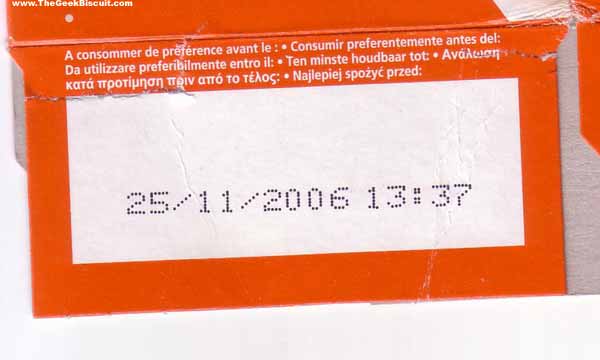 www.TheGeekBiscuit.com
A consommer de préférence avant le : • Consumir preferentemente antes del:
Da utilizzare preferibilmente entro il: • Ten minste houdbaar tot: • Ανάλωση
κατά προτίμηση πριν από το τέλος: • Najlepiej spożyć przed:
25/11/2006 13:37